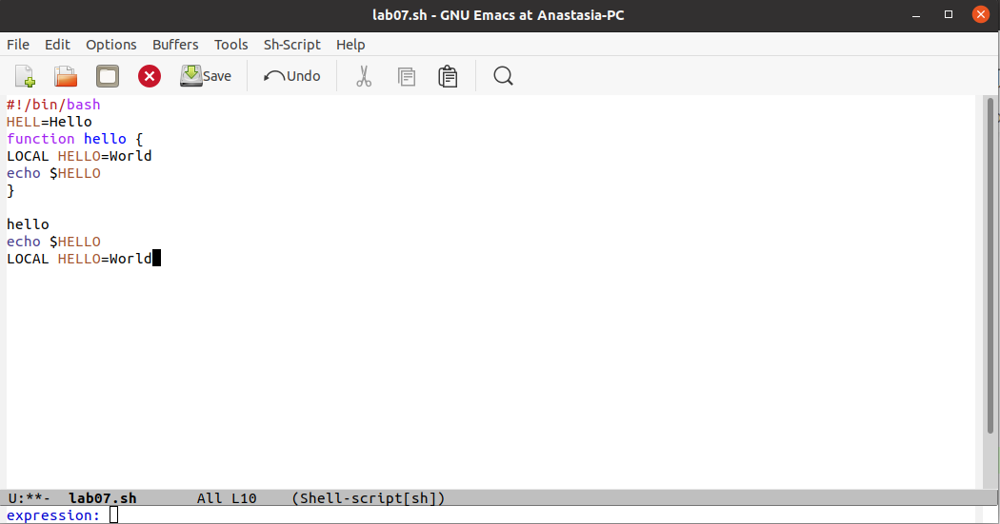 lab07.sh - GNU Emacs at Anastasia-PC
File Edit Options Buffers Tools Sh-Script Help
Save Undo
#!/bin/bash
HELL=Hello
function hello {
LOCAL HELLO=World
echo $HELLO
}
hello
echo $HELLO
LOCAL HELLO=World
U:**- lab07.sh All L10 (Shell-script[sh])
expression: